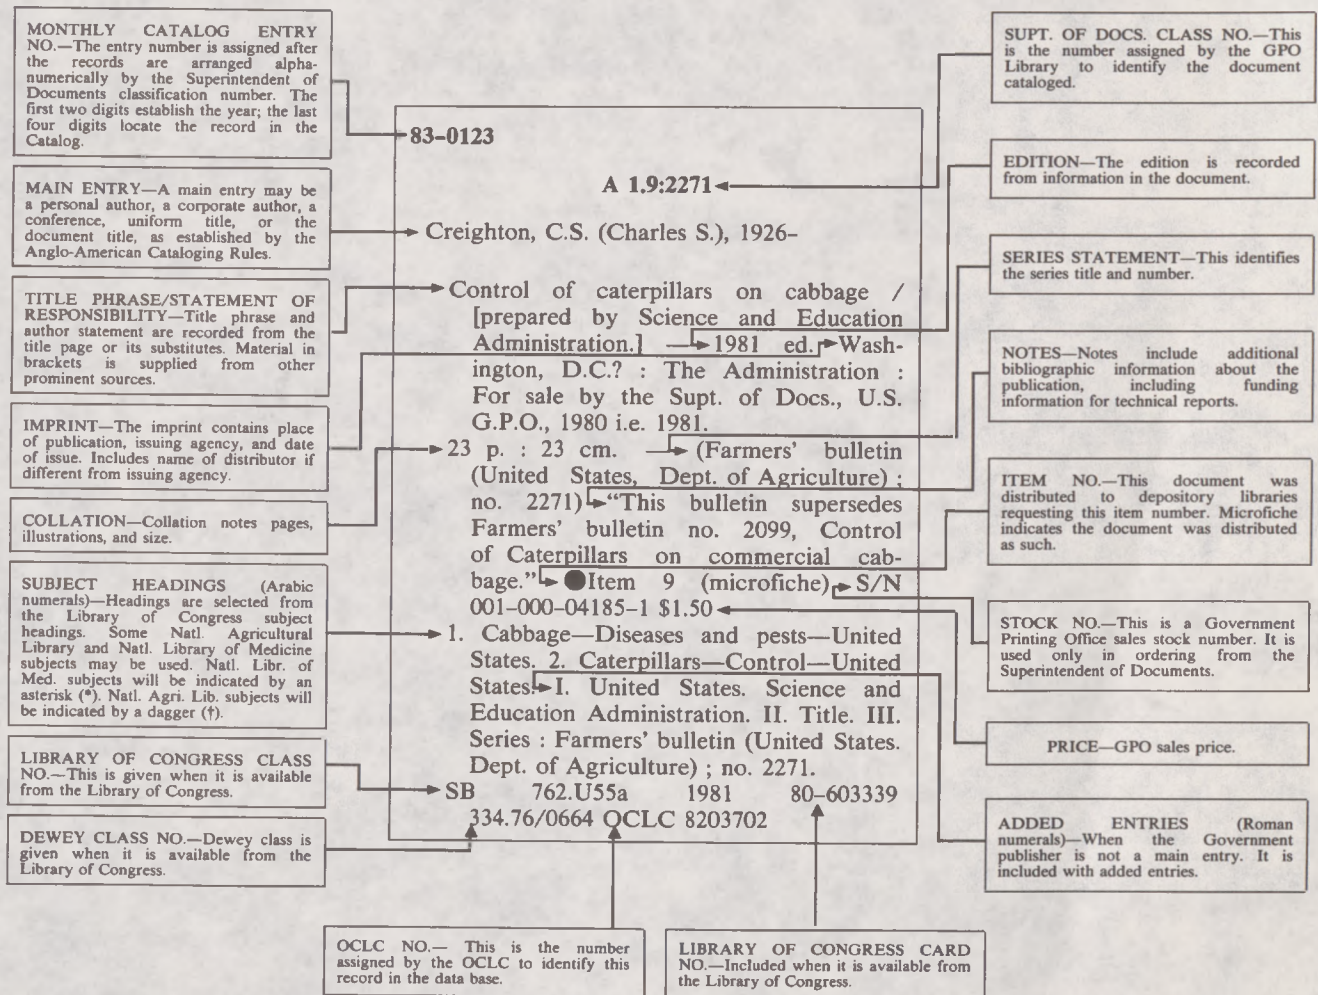 MONTHLY CATALOG ENTRY
NO.—The entry number is assigned after
the records are arranged alpha-
numerically by the Superintendent of
Documents classification number. The
first two digits establish the year; the last
four digits locate the record in the
Catalog.
MAIN ENTRY—A main entry may be
a personal author, a corporate author, a
conference, uniform title, or the
document title, as established by the
Anglo-American Cataloging Rules.
TITLE PHRASE/STATEMENT OF
RESPONSIBILITY—Title phrase and
author statement are recorded from the
title page or its substitutes. Material in
brackets is supplied from other
prominent sources.
IMPRINT—The imprint contains place
of publication, issuing agency, and date
of issue. Includes name of distributor if
different from issuing agency.
COLLATION—Collation notes pages,
illustrations, and size.
SUBJECT HEADINGS (Arabic
numerals)—Headings are selected from
the Library of Congress subject
headings. Some Natl. Agricultural
Library and Natl. Library of Medicine
subjects may be used. Natl. Libr. of
Med. subjects will be indicated by an
asterisk (*). Natl. Agri. Lib. subjects will
be indicated by a dagger (†).
LIBRARY OF CONGRESS CLASS
NO.—This is given when it is available
from the Library of Congress.
DEWEY CLASS NO.—Dewey class is
given when it is available from the
Library of Congress.
83-0123
A 1.9:2271
Creighton, C.S. (Charles S.), 1926-
Control of caterpillars on cabbage /
[prepared by Science and Education
Administration.] — 1981 ed. Wash-
ington, D.C.? : The Administration :
For sale by the Supt. of Docs., U.S.
G.P.O., 1980 i.e. 1981.
23 p. : 23 cm. — (Farmers' bulletin
(United States, Dept. of Agriculture) ;
no. 2271) “This bulletin supersedes
Farmers' bulletin no. 2099, Control
of Caterpillars on commercial cab-
bage.” ●Item 9 (microfiche) S/N
001-000-04185-1 $1.50
1. Cabbage—Diseases and pests—United
States. 2. Caterpillars—Control—United
States. I. United States. Science and
Education Administration. II. Title. III.
Series : Farmers' bulletin (United States.
Dept. of Agriculture) ; no. 2271.
SB 762.U55a 1981 80-603339
334.76/0664 OCLC 8203702
SUPT. OF DOCS. CLASS NO.—This
is the number assigned by the GPO
Library to identify the document
cataloged.
EDITION—The edition is recorded
from information in the document.
SERIES STATEMENT—This identifies
the series title and number.
NOTES—Notes include additional
bibliographic information about the
publication, including funding
information for technical reports.
ITEM NO.—This document was
distributed to depository libraries
requesting this item number. Microfiche
indicates the document was distributed
as such.
STOCK NO.—This is a Government
Printing Office sales stock number. It is
used only in ordering from the
Superintendent of Documents.
PRICE—GPO sales price.
ADDED ENTRIES (Roman
numerals)—When the Government
publisher is not a main entry. It is
included with added entries.
OCLC NO.— This is the number
assigned by the OCLC to identify this
record in the data base.
LIBRARY OF CONGRESS CARD
NO.—Included when it is available from
the Library of Congress.